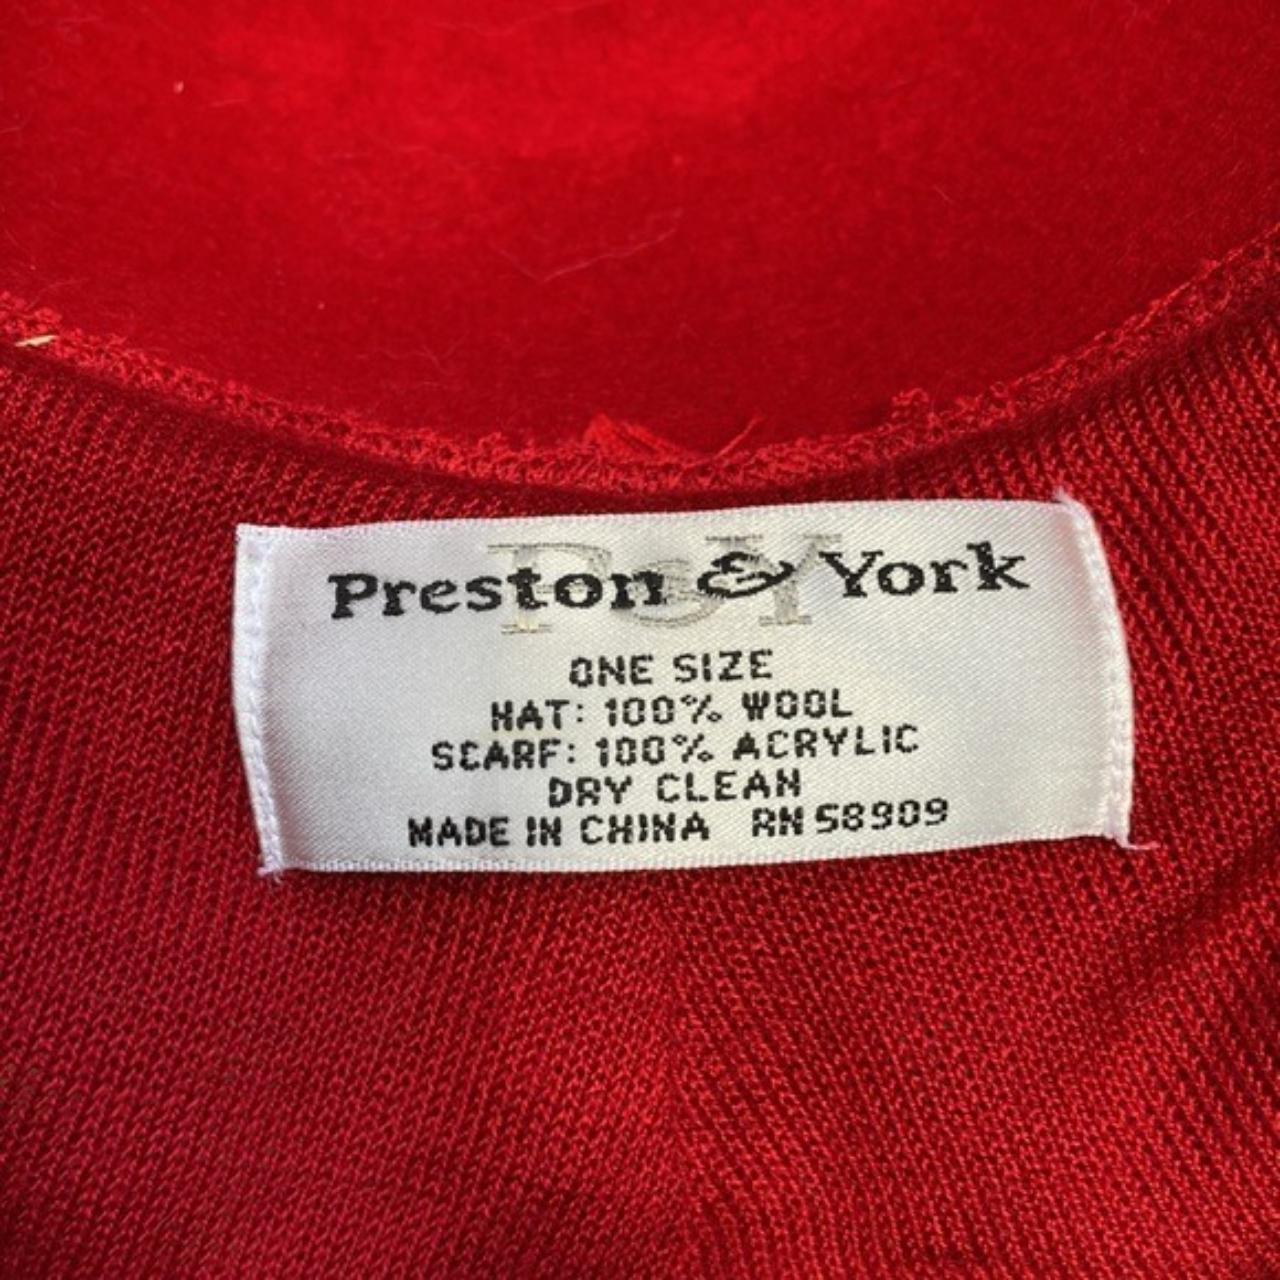 Preston & York
P&Y
ONE SIZE
HAT: 100% WOOL
SCARF: 100% ACRYLIC
DRY CLEAN
MADE IN CHINA RN 58909